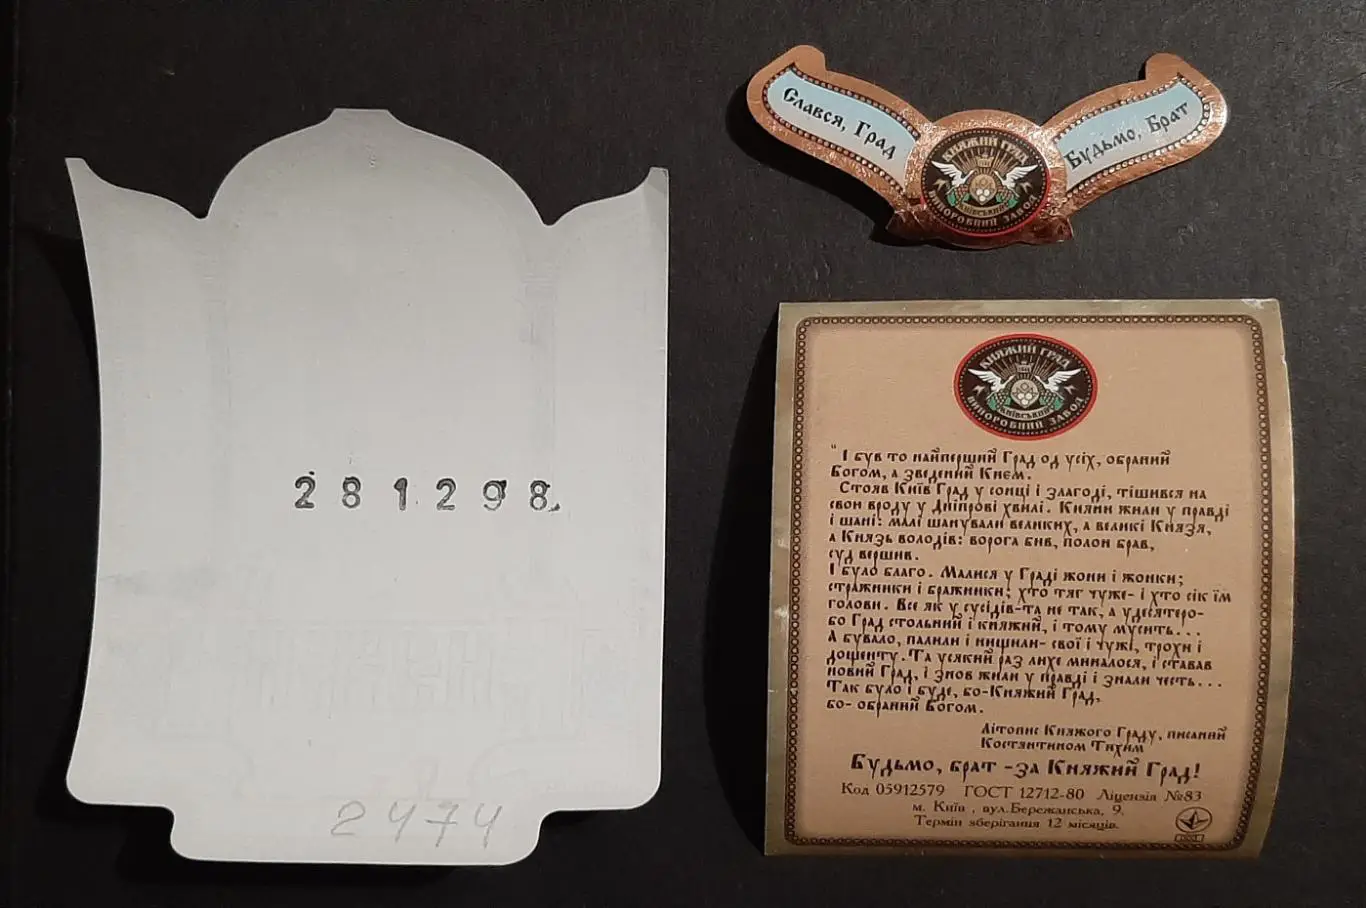 281298
2474
Слався, Град
Будьмо, Брат
КНЯЖИЙ ГРАД
КИЇВСЬКИЙ
ВИНОРОБНИЙ ЗАВОД
КНЯЖИЙ ГРАД
КИЇВСЬКИЙ
ВИНОРОБНИЙ ЗАВОД
"І був то найперший Град од усіх, обраний
Богом, а зведений Києм.
Стояв Київ Град у сонці і злагоді, тішився на
свою вроду у Дніпрові хвилі. Кияни жили у правді
і шані: малі шанували великих, а великі Князя,
а Князь володів: ворога бив, полон брав,
суд вершив.
І було благо. Малися у Граді жони і жонки;
стражники і бражники; хто тяг чуже- і хто сік їм
голови. Все як у сусідів-та не так, а удесятеро-
бо Град стольний і княжий, і тому мусить...
А бувало, палили і нищили- свої і чужі, трохи і
дощенту. Та усякий раз лихе миналося, і ставав
новий Град, і знов жили у правді і знали честь...
Так було і буде, бо-Княжий Град,
бо- обраний Богом.
Літопис Княжого Граду, писаний
Костянтином Тихим
Будьмо, брат -за Княжий Град!
Код 05912579 ГОСТ 12712-80 Ліцензія №83
м. Київ , вул.Бережанська, 9.
Термін зберігання 12 місяців.